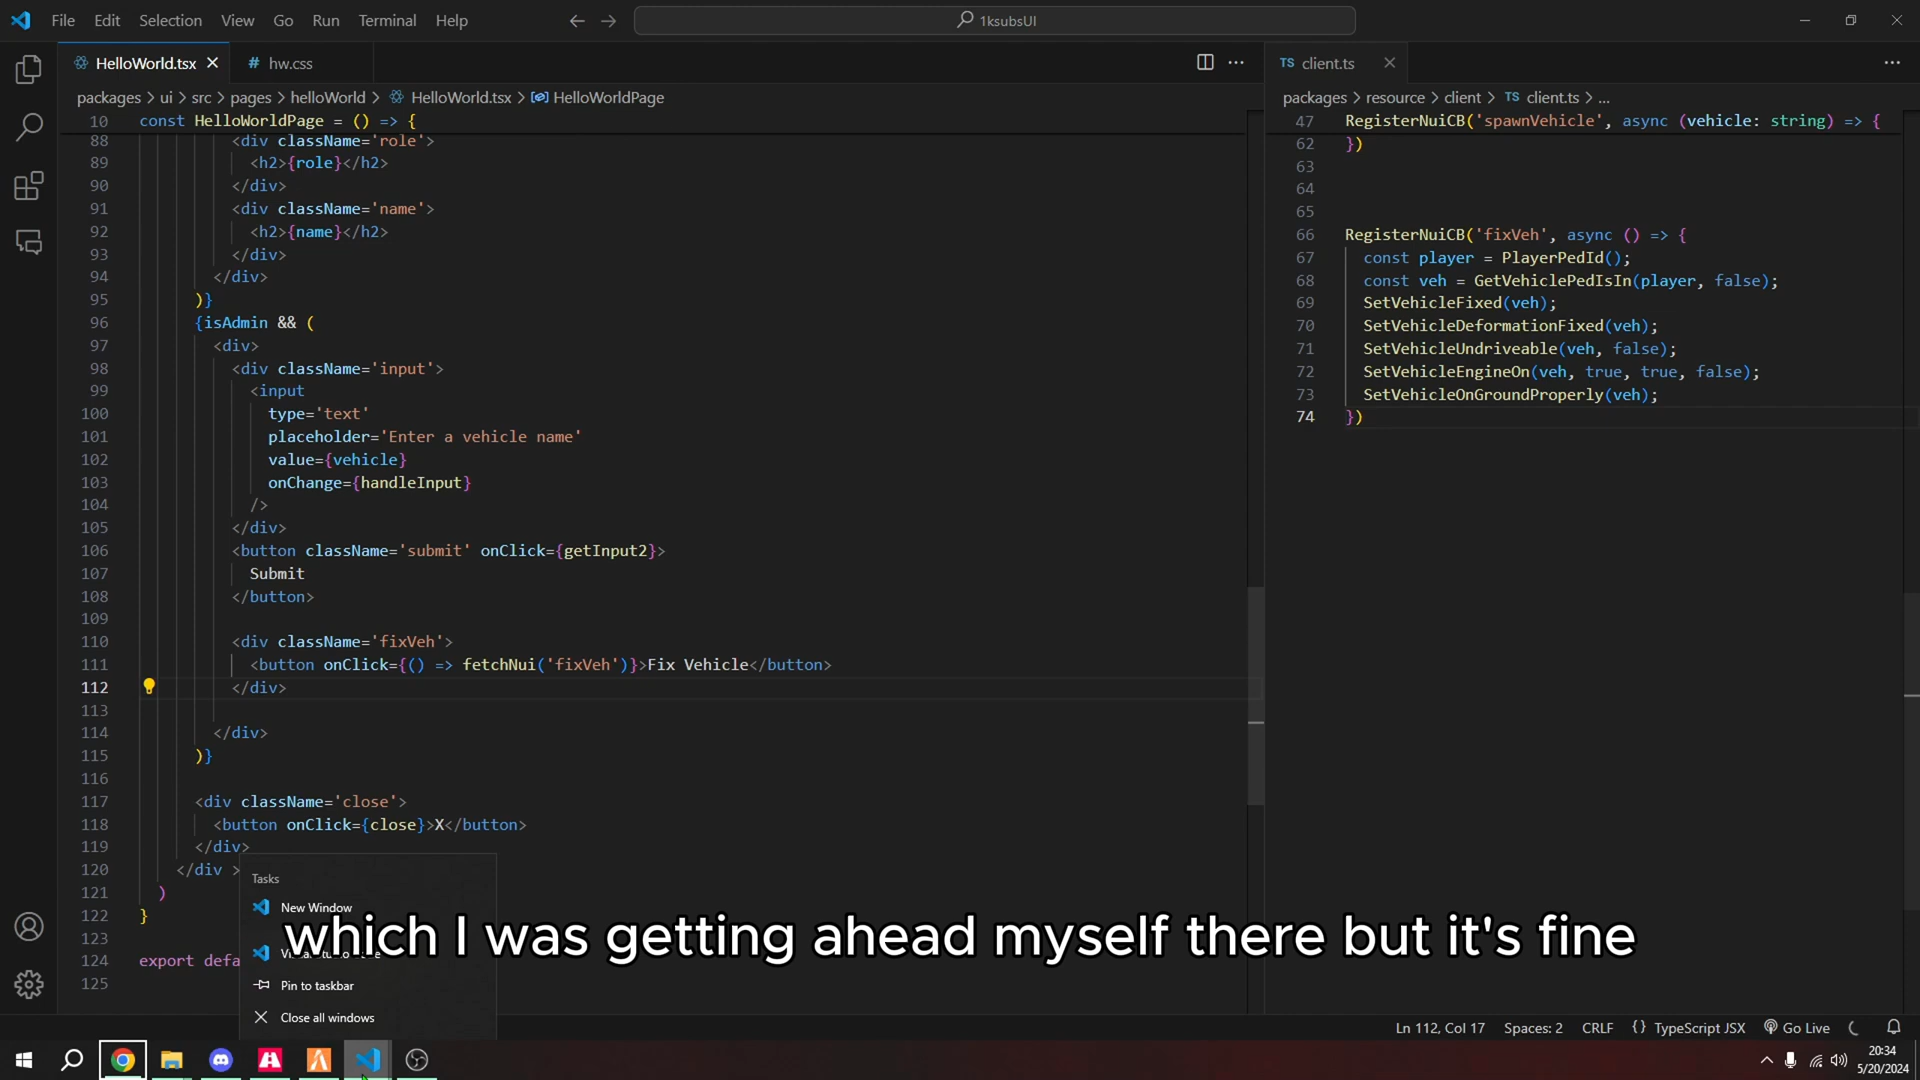 File Edit Selection View Go Run Terminal Help
1ksubsUI
HelloWorld.tsx
# hw.css
packages > ui > src > pages > helloWorld > HelloWorld.tsx > HelloWorldPage
10 const HelloWorldPage = () => {
88 <div className='role'>
89 <h2>{role}</h2>
90 </div>
91 <div className='name'>
92 <h2>{name}</h2>
93 </div>
94 </div>
95 )}
96 {isAdmin && (
97 <div>
98 <div className='input'>
99 <input
100 type='text'
101 placeholder='Enter a vehicle name'
102 value={vehicle}
103 onChange={handleInput}
104 />
105 </div>
106 <button className='submit' onClick={getInput2}>
107 Submit
108 </button>
109
110 <div className='fixVeh'>
111 <button onClick={() => fetchNui('fixVeh')}>Fix Vehicle</button>
112 </div>
113
114 </div>
115 )}
116
117 <div className='close'>
118 <button onClick={close}>X</button>
119 </div>
120 </div >
121 )
122 }
123
124 export defa
125
TS client.ts
packages > resource > client > TS client.ts > ...
47 RegisterNuiCB('spawnVehicle', async (vehicle: string) => {
62 })
63
64
65
66 RegisterNuiCB('fixVeh', async () => {
67 const player = PlayerPedId();
68 const veh = GetVehiclePedIsIn(player, false);
69 SetVehicleFixed(veh);
70 SetVehicleDeformationFixed(veh);
71 SetVehicleUndriveable(veh, false);
72 SetVehicleEngineOn(veh, true, true, false);
73 SetVehicleOnGroundProperly(veh);
74 })
Tasks
New Window
which I was getting ahead myself there but it's fine
Pin to taskbar
Close all windows
Ln 112, Col 17 Spaces: 2 CRLF {} TypeScript JSX Go Live
20:34
5/20/2024